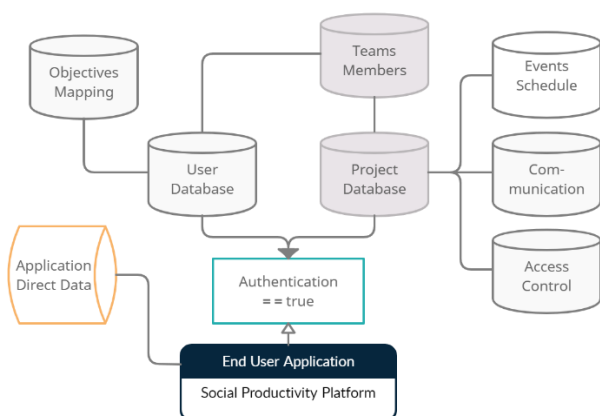 Teams
Members
Objectives
Mapping
Events
Schedule
User
Database
Project
Database
Com-
munication
Application
Direct Data
Authentication
== true
Access
Control
End User Application
Social Productivity Platform